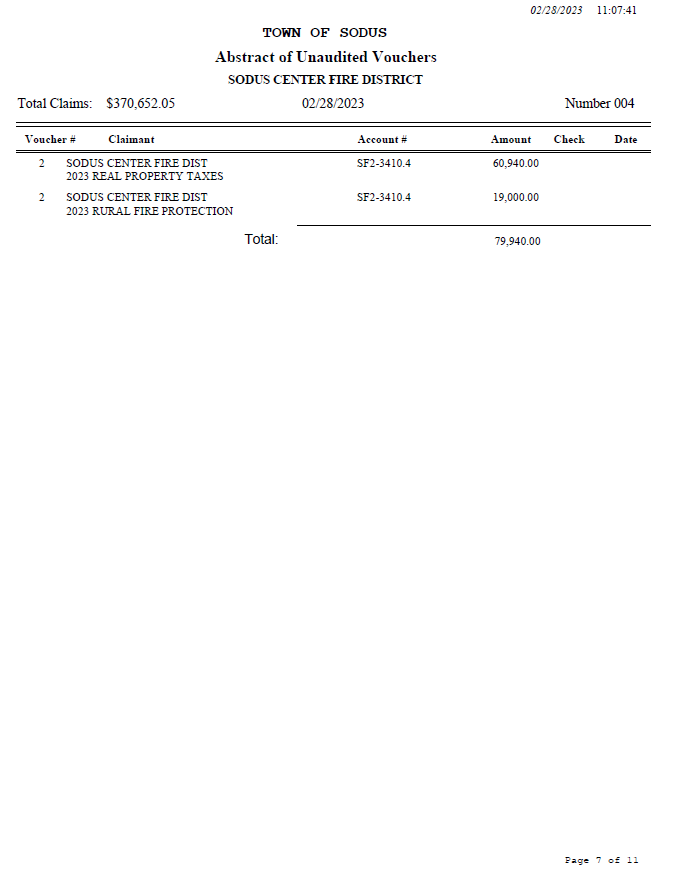 02/28/2023 11:07:41
TOWN OF SODUS
Abstract of Unaudited Vouchers
SODUS CENTER FIRE DISTRICT
Total Claims: $370,652.05 02/28/2023 Number 004
Voucher # Claimant Account # Amount Check Date
2 SODUS CENTER FIRE DIST SF2-3410.4 60,940.00
2023 REAL PROPERTY TAXES
2 SODUS CENTER FIRE DIST SF2-3410.4 19,000.00
2023 RURAL FIRE PROTECTION
Total: 79,940.00
Page 7 of 11